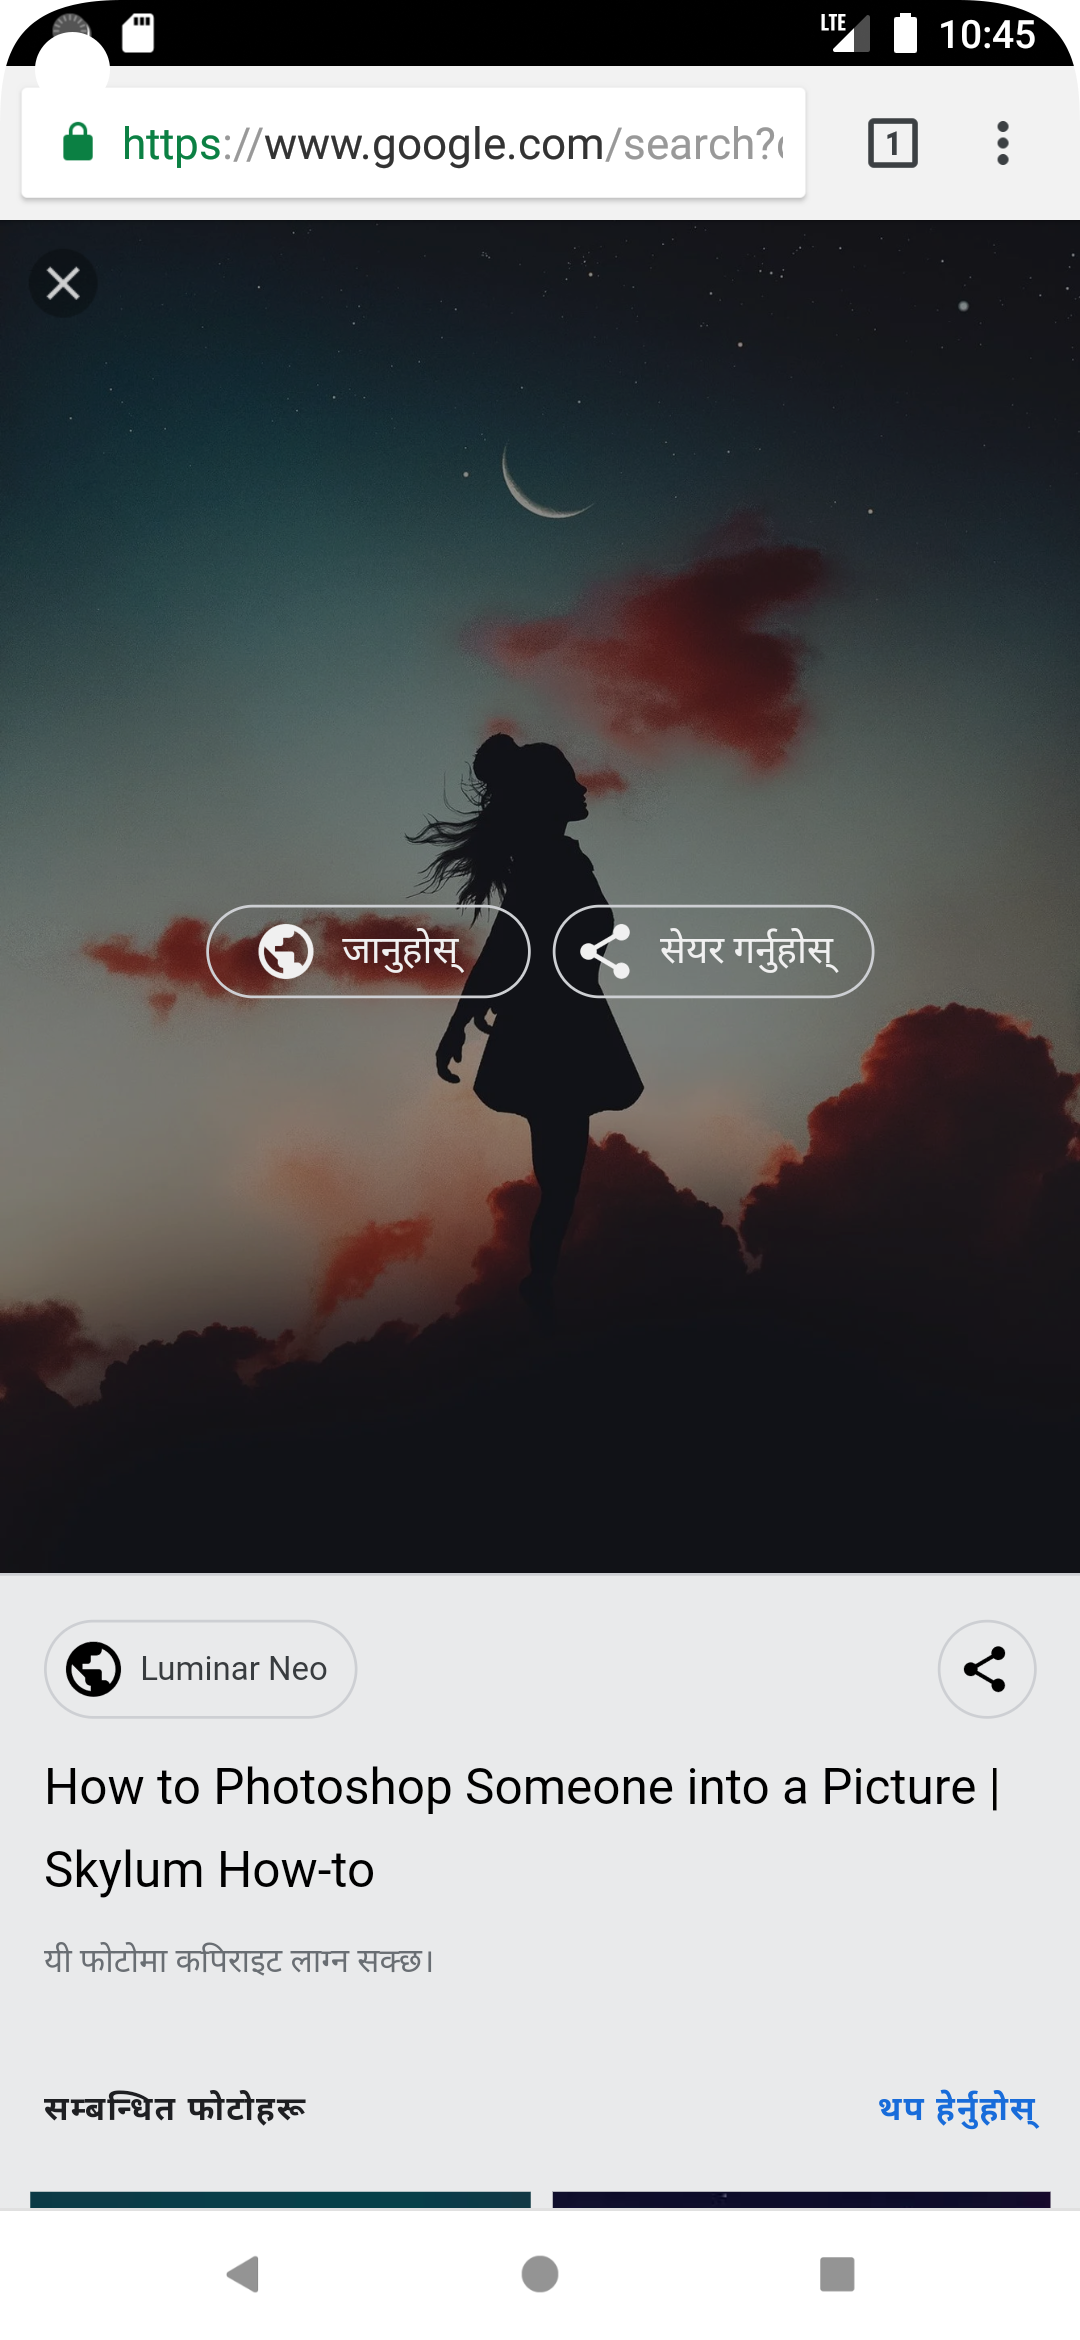 LTE 10:45
https://www.google.com/search?
1
जानुहोस् सेयर गर्नुहोस्
Luminar Neo
How to Photoshop Someone into a Picture |
Skylum How-to
यी फोटोमा कपिराइट लाग्न सक्छ।
सम्बन्धित फोटोहरू थप हेर्नुहोस्